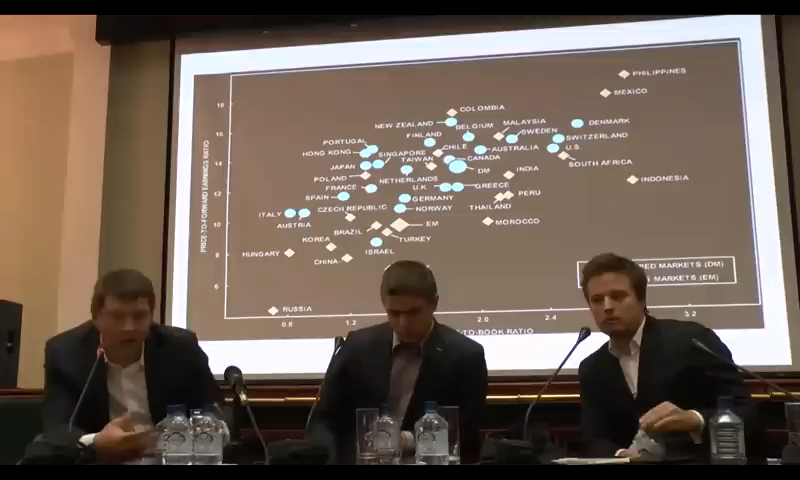 PHILIPPINES
MEXICO
COLOMBIA
18
NEW ZEALAND
BELGIUM
MALAYSIA
DENMARK
FINLAND
SWEDEN
SWITZERLAND
16
PORTUGAL
CHILE
AUSTRALIA
U.S.
HONG KONG
SINGAPORE
TAIWAN
CANADA
SOUTH AFRICA
14
JAPAN
DM
INDIA
INDONESIA
POLAND
NETHERLANDS
FRANCE
U.K.
GREECE
12
SPAIN
GERMANY
THAILAND
PERU
ITALY
CZECH REPUBLIC
NORWAY
AUSTRIA
10
BRAZIL
EM
MOROCCO
KOREA
TURKEY
HUNGARY
CHINA
ISRAEL
8
6
RUSSIA
PRICE-TO-FORWARD EARNINGS RATIO
MARKETS (DM)
MARKETS (EM)
0.8
1.2
2.0
2.4
3.2
TO-BOOK RATIO